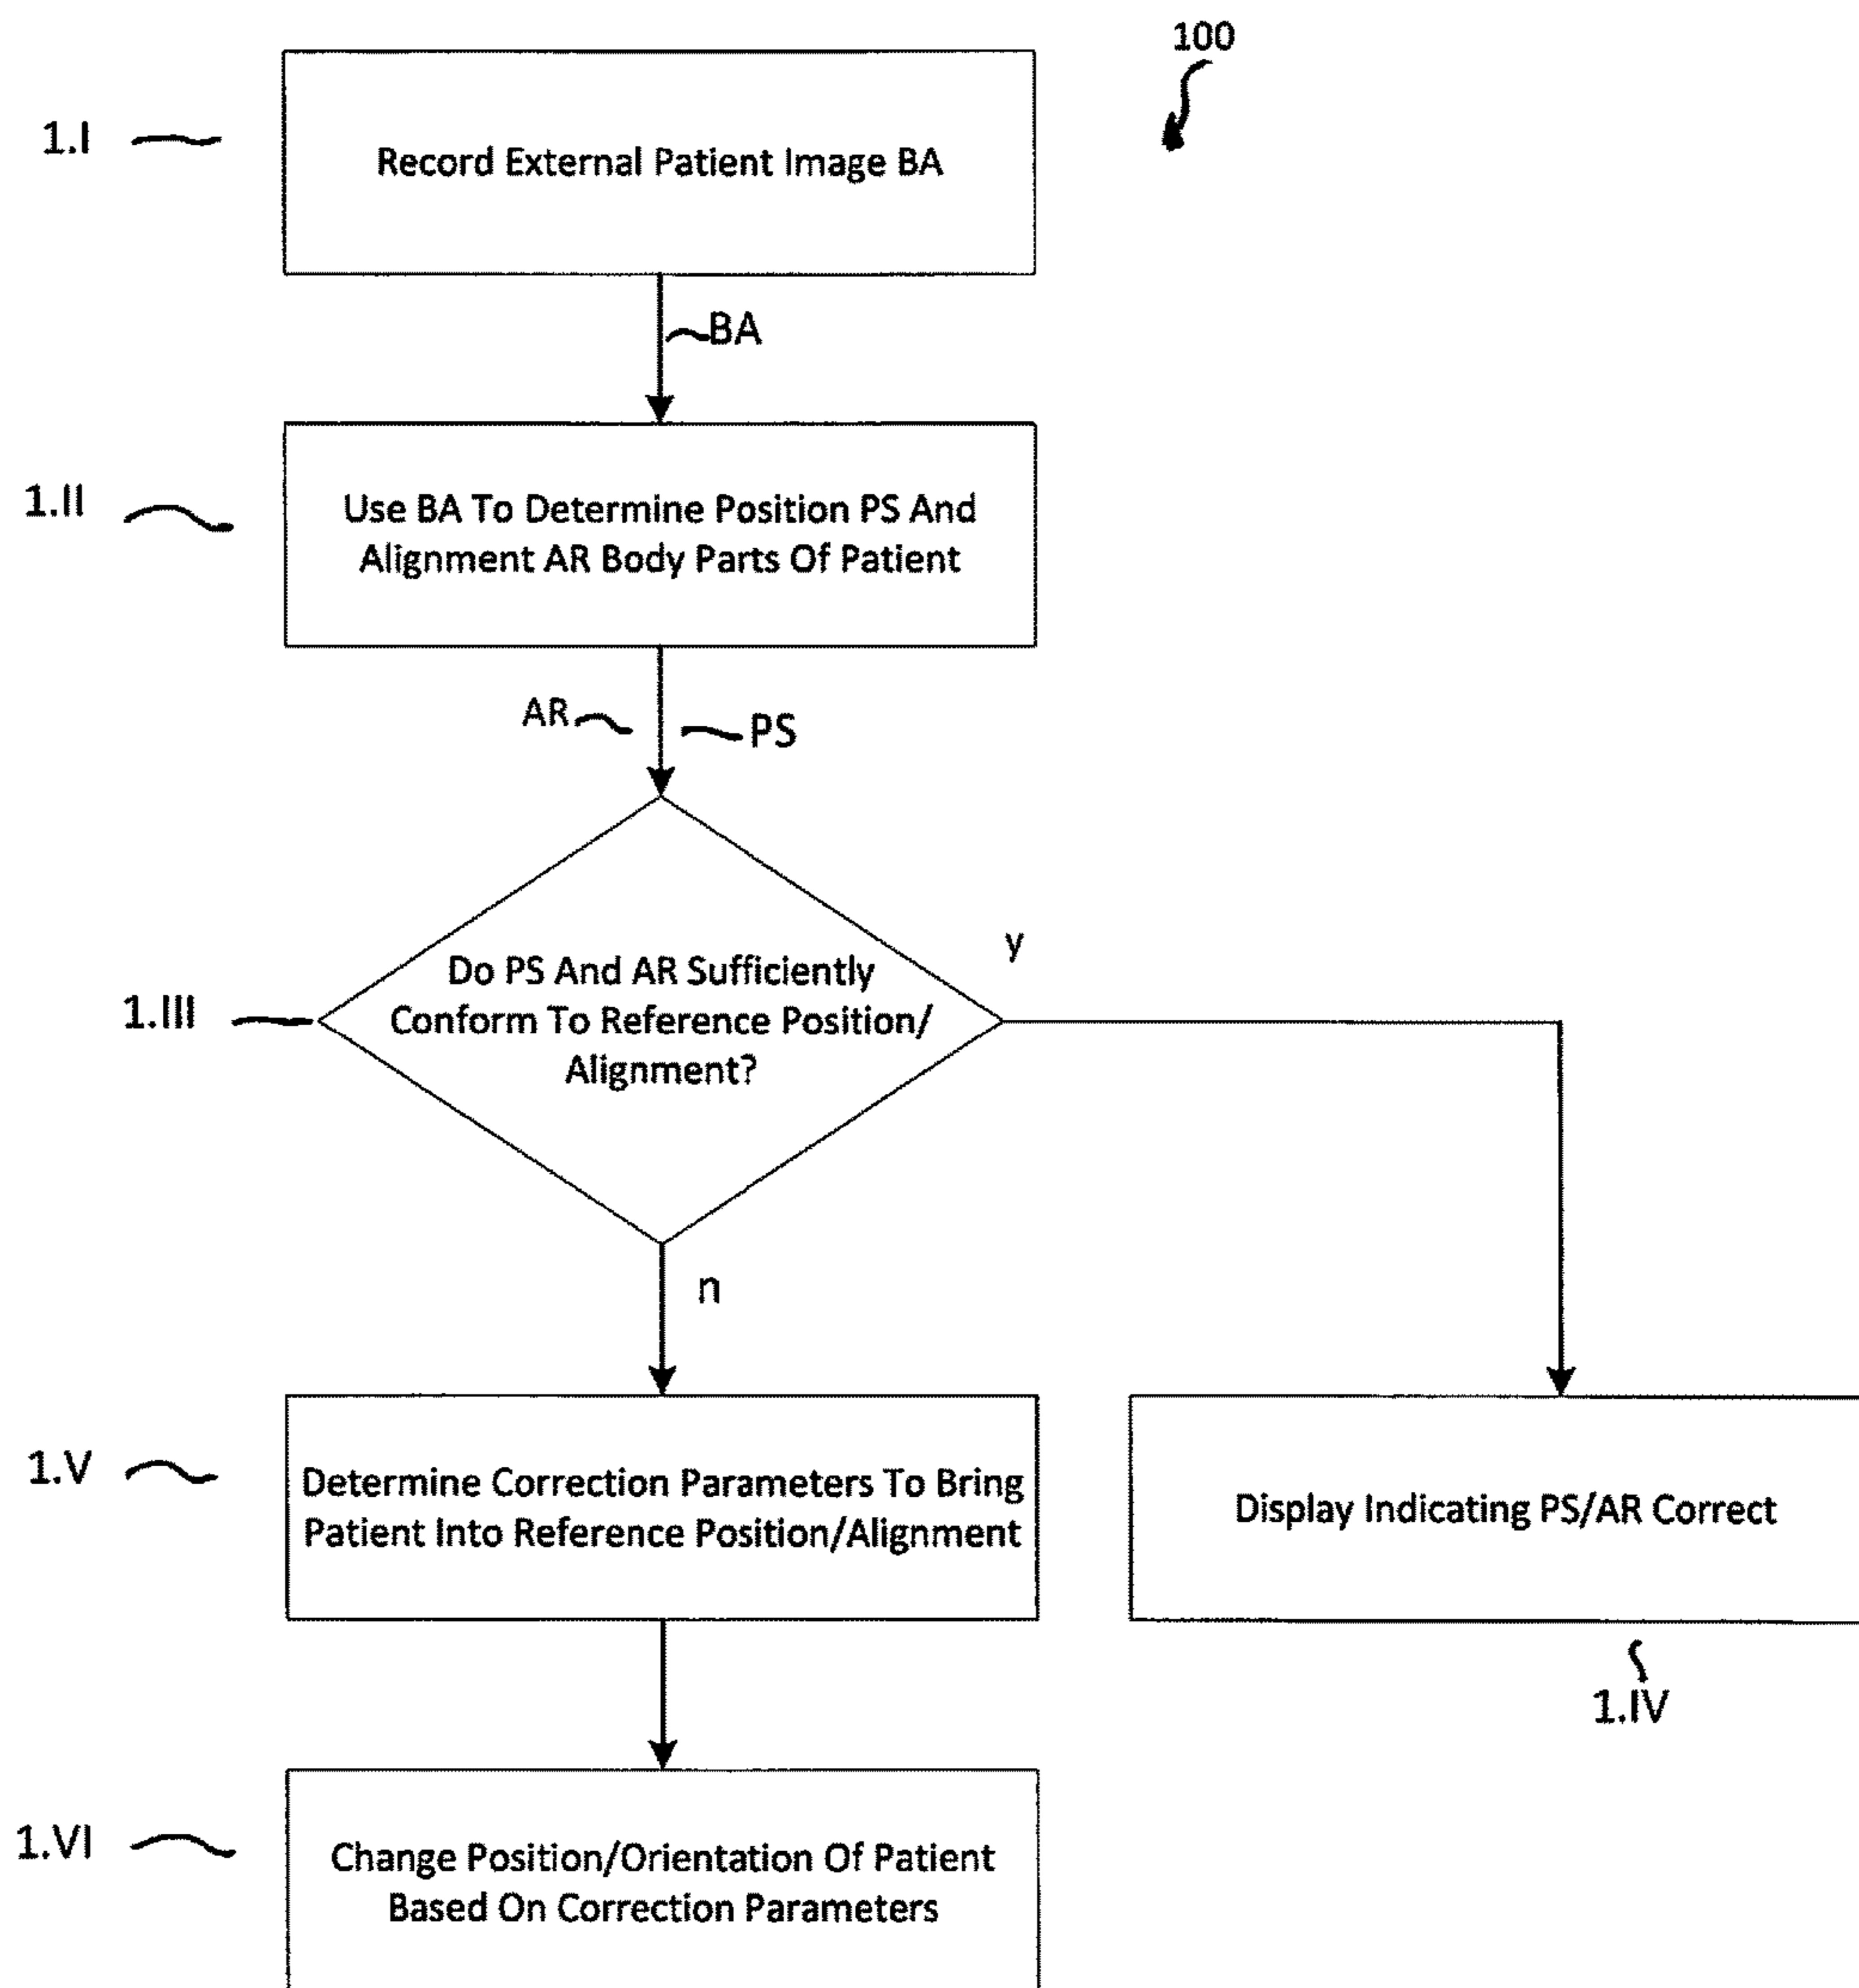 100
1.I
Record External Patient Image BA
BA
1.II
Use BA To Determine Position PS And
Alignment AR Body Parts Of Patient
AR
PS
1.III
Do PS And AR Sufficiently
Conform To Reference Position/
Alignment?
y
n
1.V
Determine Correction Parameters To Bring
Patient Into Reference Position/Alignment
Display Indicating PS/AR Correct
1.IV
1.VI
Change Position/Orientation Of Patient
Based On Correction Parameters